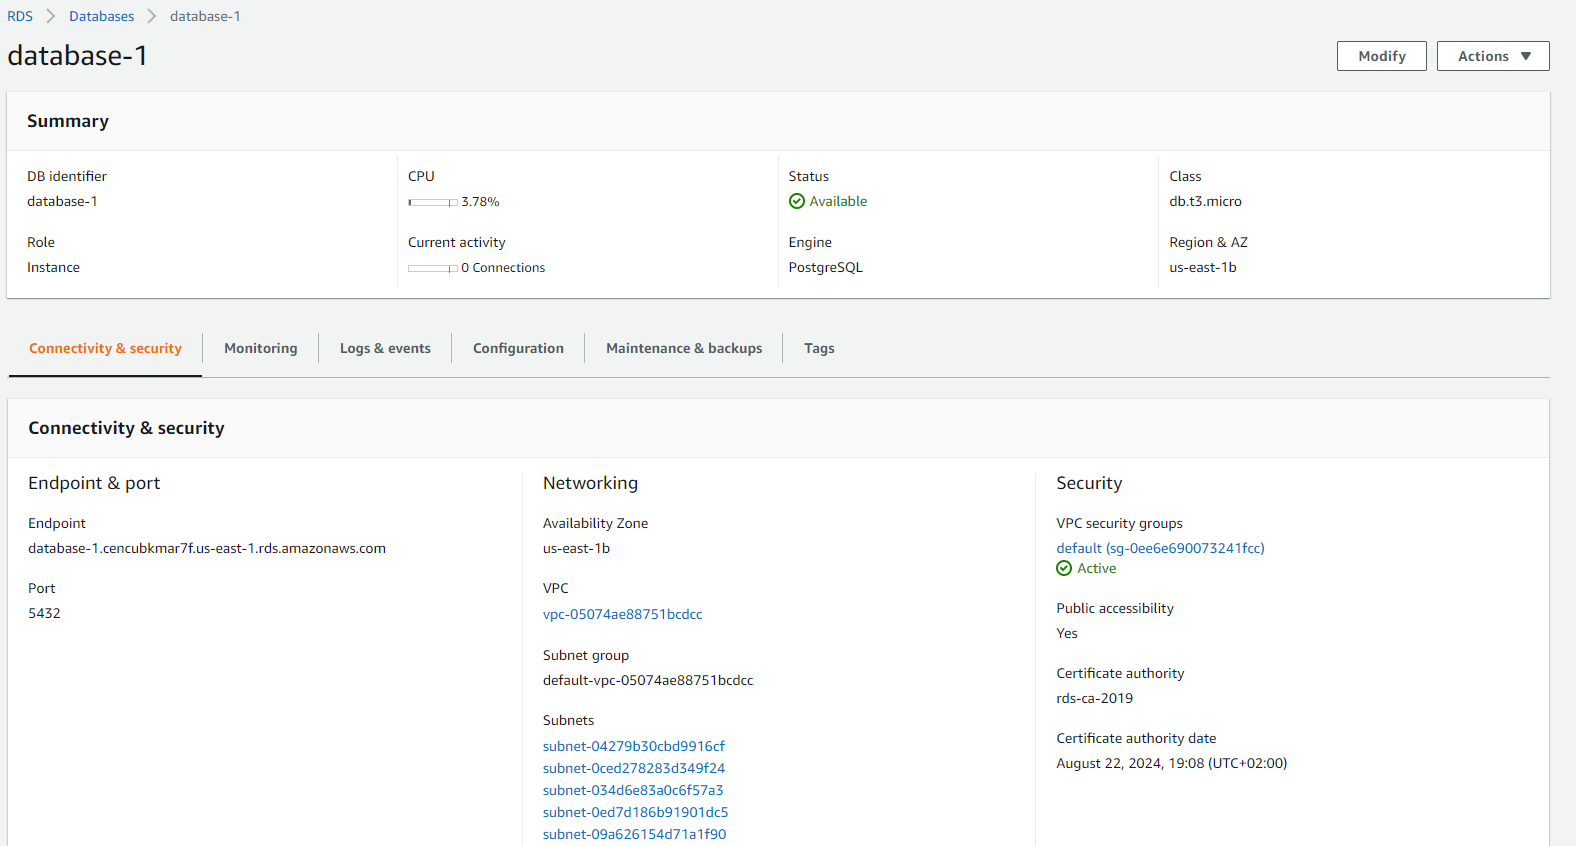 RDS > Databases > database-1
database-1
Modify
Actions ▼
Summary
DB identifier
database-1
CPU
3.78%
Status
Available
Class
db.t3.micro
Role
Instance
Current activity
0 Connections
Engine
PostgreSQL
Region & AZ
us-east-1b
Connectivity & security
Monitoring
Logs & events
Configuration
Maintenance & backups
Tags
Connectivity & security
Endpoint & port
Endpoint
database-1.cencubkmar7f.us-east-1.rds.amazonaws.com
Port
5432
Networking
Availability Zone
us-east-1b
VPC
vpc-05074ae88751bcdcc
Subnet group
default-vpc-05074ae88751bcdcc
Subnets
subnet-04279b30cbd9916cf
subnet-0ced278283d349f24
subnet-034d6e83a0c6f57a3
subnet-0ed7d186b91901dc5
subnet-09a626154d71a1f90
Security
VPC security groups
default (sg-0ee6e690073241fcc)
Active
Public accessibility
Yes
Certificate authority
rds-ca-2019
Certificate authority date
August 22, 2024, 19:08 (UTC+02:00)